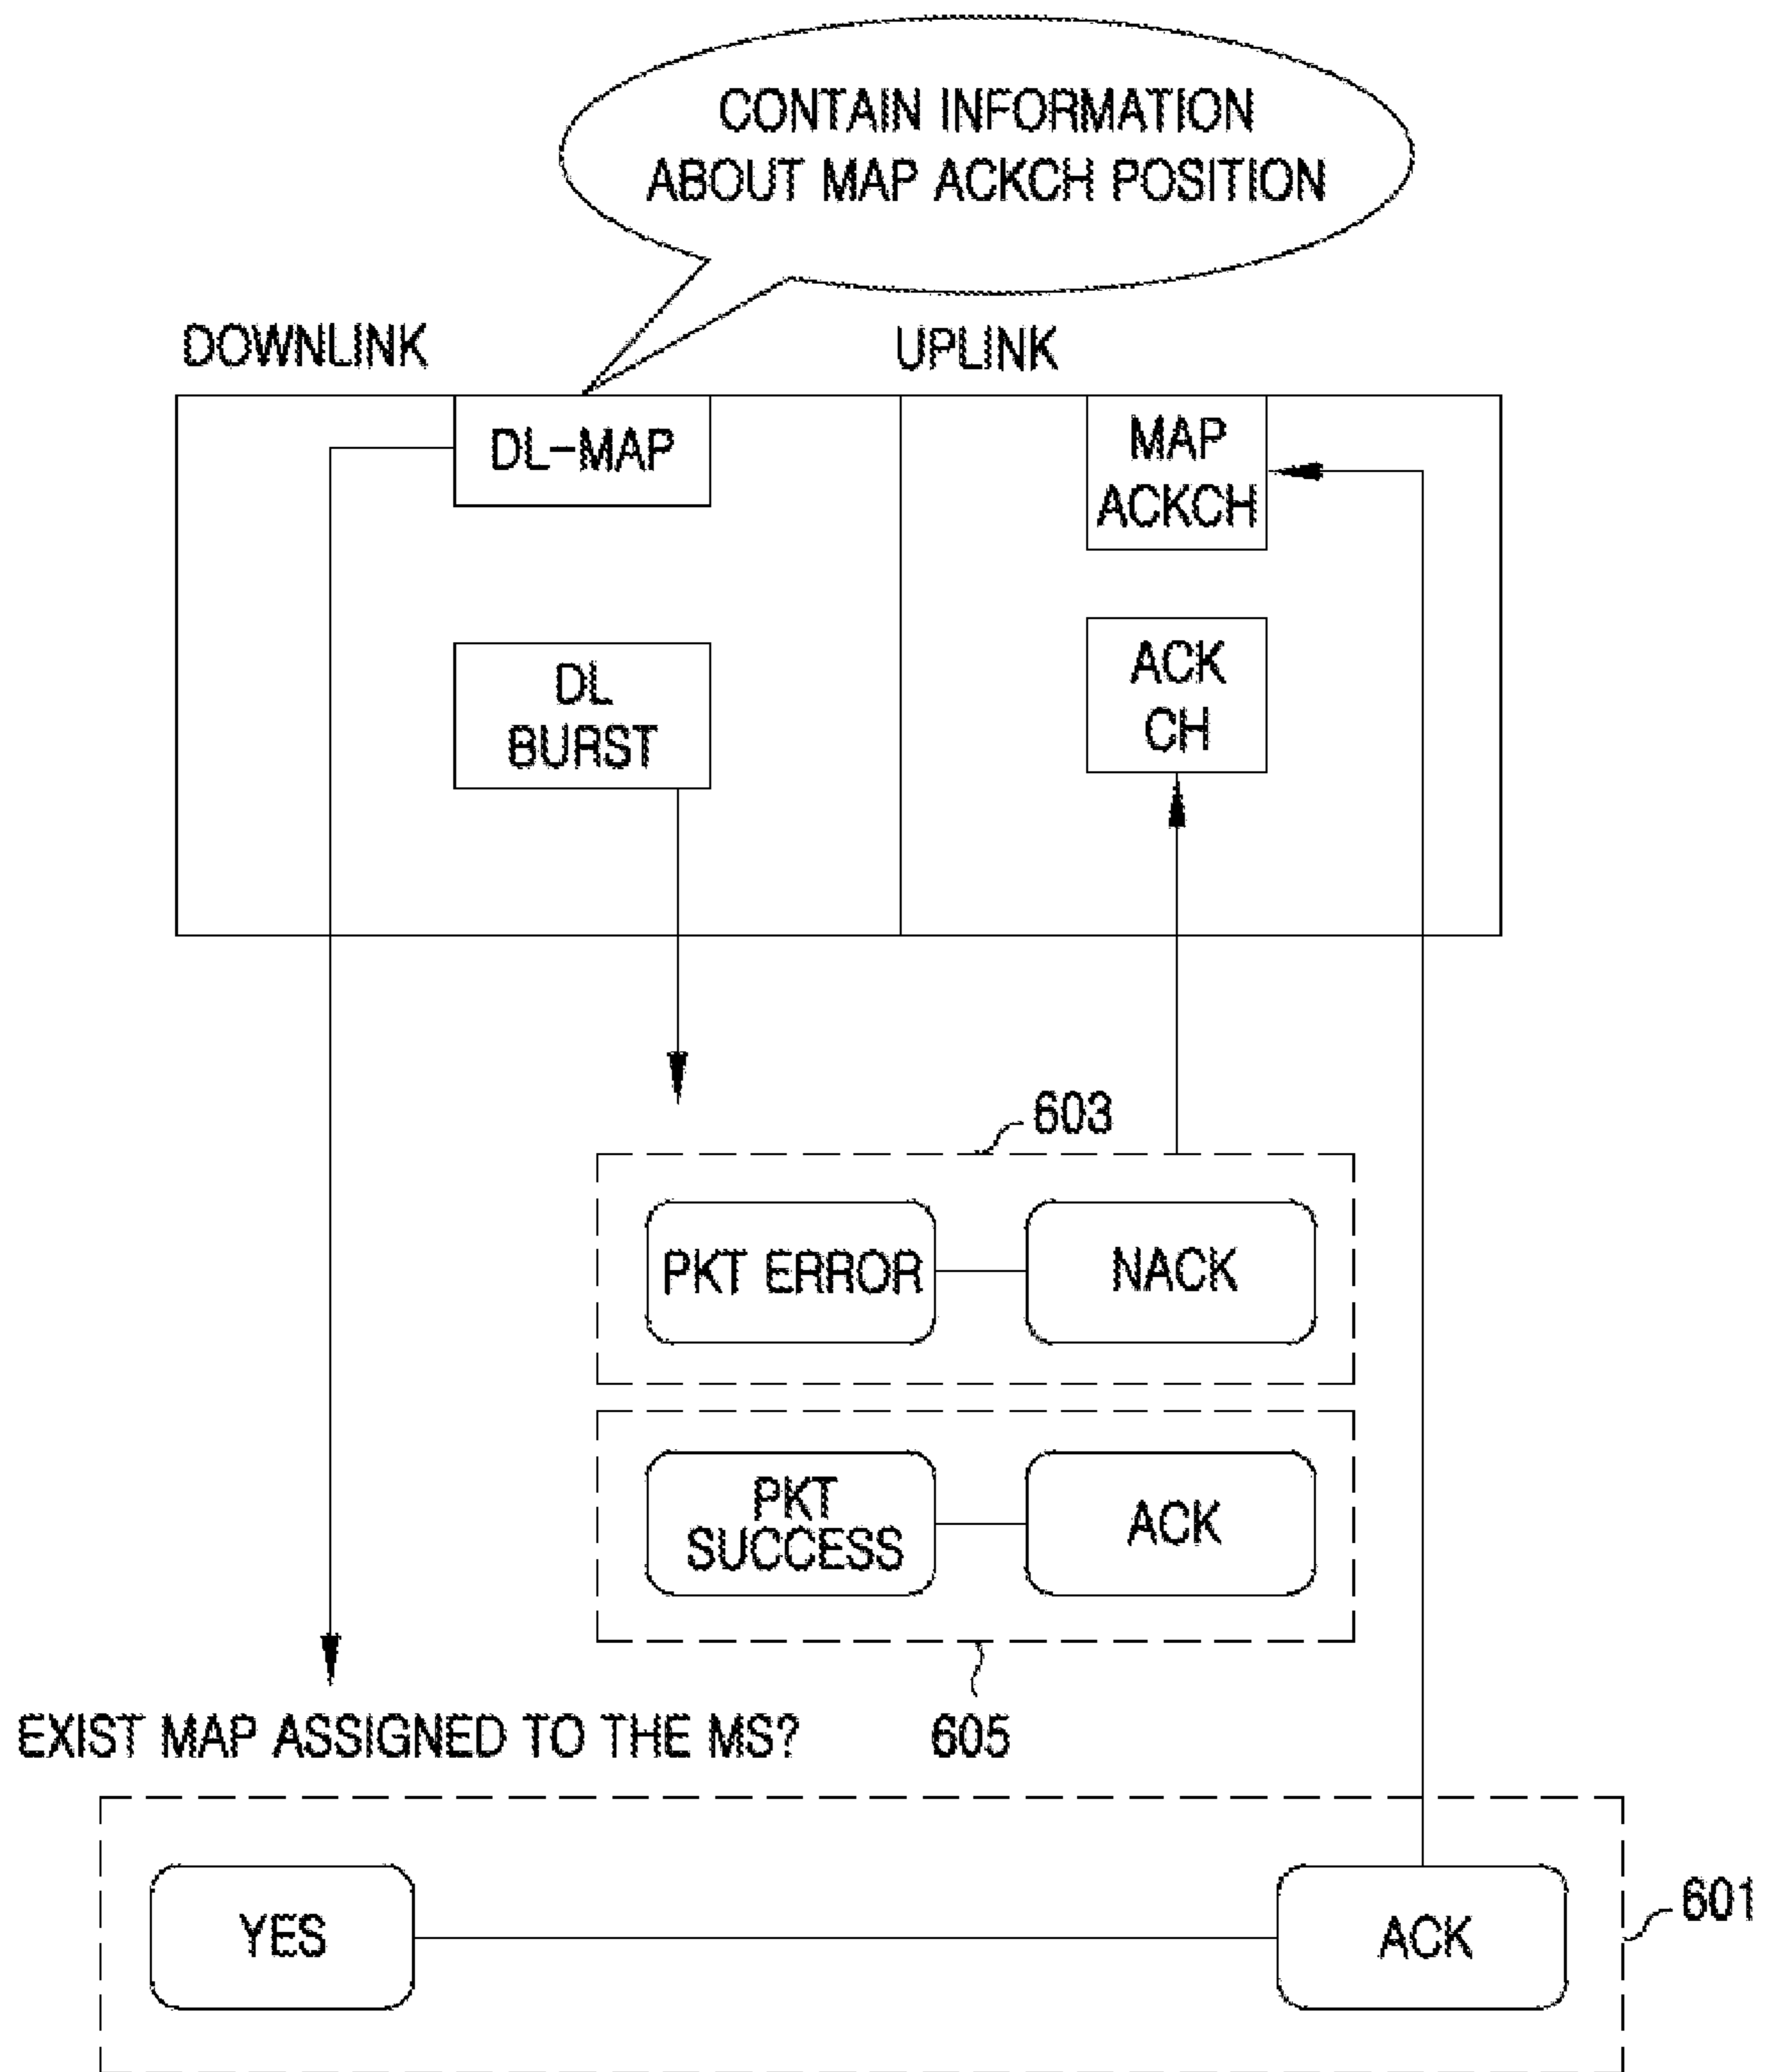 CONTAIN INFORMATION
ABOUT MAP ACKCH POSITION
DOWNLINK
UPLINK
DL-MAP
MAP
ACKCH
DL
BURST
ACK
CH
603
PKT ERROR
NACK
PKT
SUCCESS
ACK
605
EXIST MAP ASSIGNED TO THE MS?
YES
ACK
601